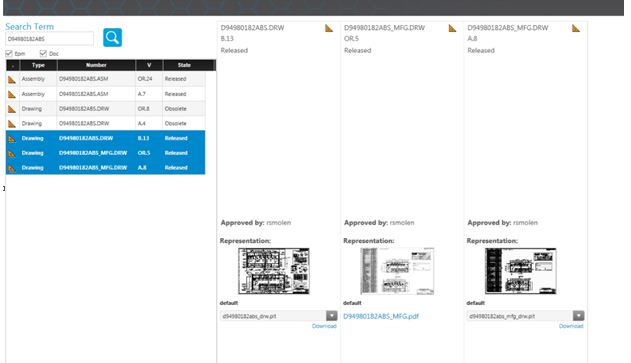 Search Term
D94980182ABS
Epm Doc
. Type Number V State
Assembly D94980182ABS.ASM OR.24 Released
Assembly D94980182ABS.ASM A.7 Released
Drawing D94980182ABS.DRW OR.8 Obsolete
Drawing D94980182ABS.DRW A.4 Obsolete
Drawing D94980182ABS.DRW B.13 Released
Drawing D94980182ABS_MFG.DRW OR.5 Released
Drawing D94980182ABS_MFG.DRW A.8 Released
D94980182ABS.DRW
B.13
Released
Approved by: rsmolen
Representation:
default
d94980182abs_drw.plt
Download
D94980182ABS_MFG.DRW
OR.5
Released
Approved by: rsmolen
Representation:
default
D94980182ABS_MFG.pdf
D94980182ABS_MFG.DRW
A.8
Released
Approved by: rsmolen
Representation:
default
d94980182abs_mfg_drw.plt
Download